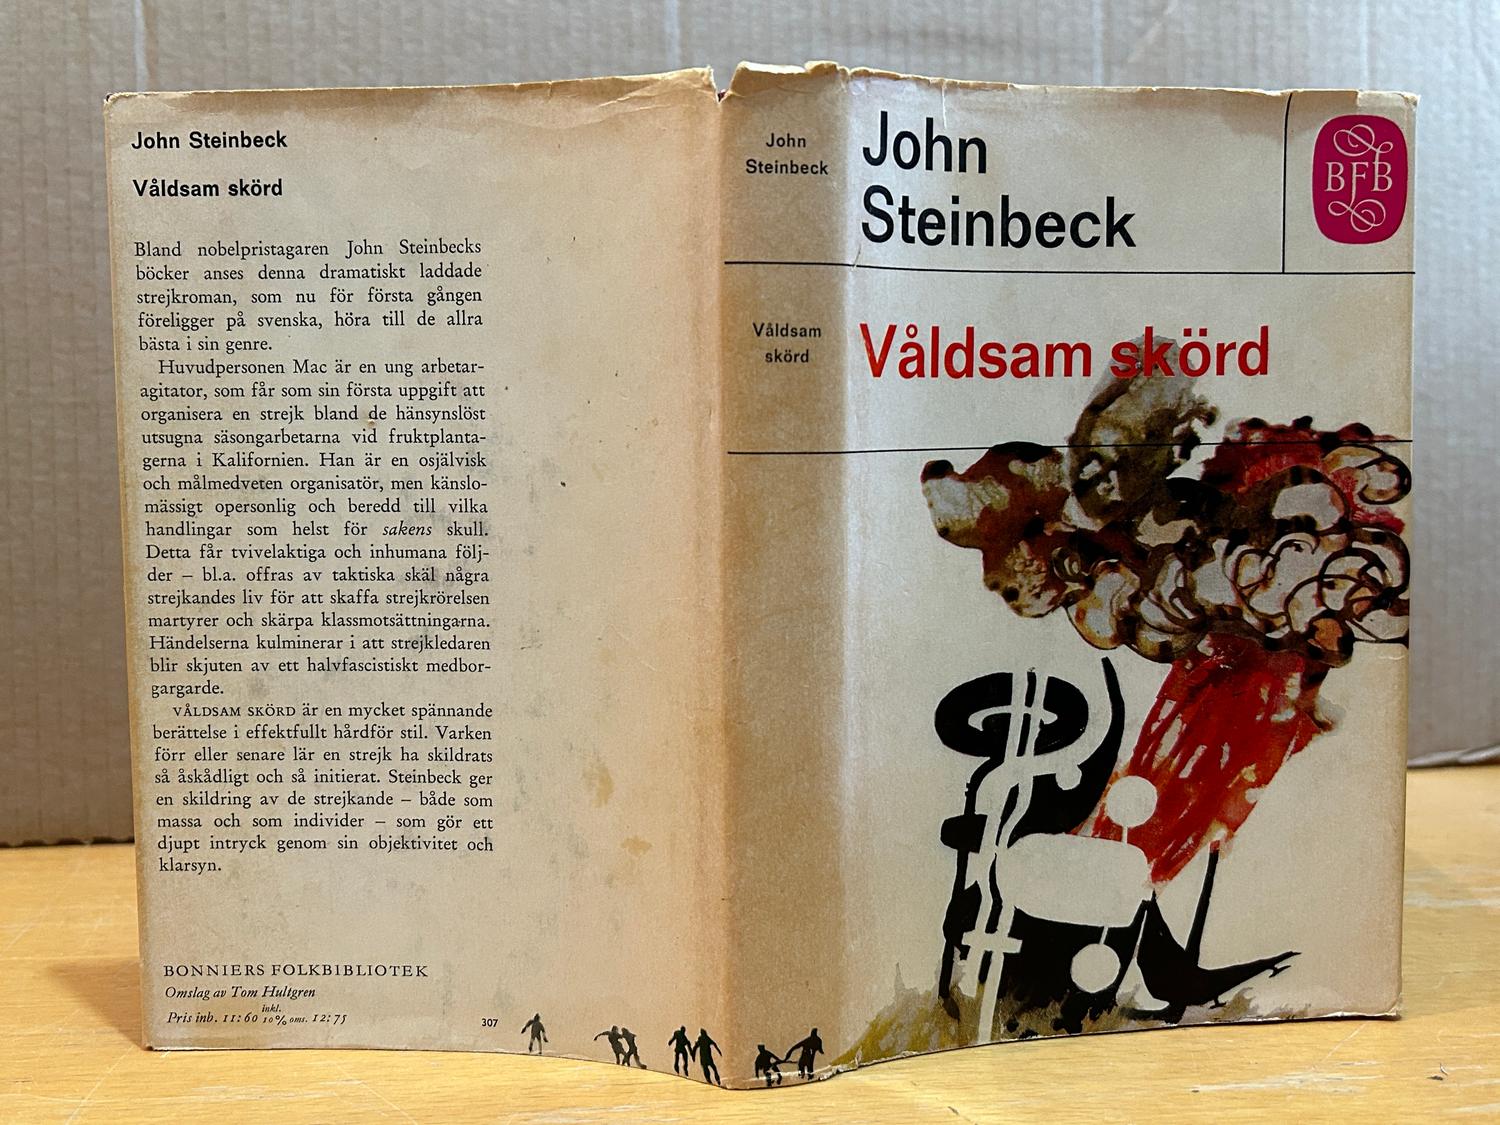 John Steinbeck
Våldsam skörd
Bland nobelpristagaren John Steinbecks
böcker anses denna dramatiskt laddade
strejkroman, som nu för första gången
föreligger på svenska, höra till de allra
bästa i sin genre.
Huvudpersonen Mac är en ung arbetar-
agitator, som får som sin första uppgift att
organisera en strejk bland de hänsynslöst
utsugna säsongarbetarna vid fruktplanta-
gerna i Kalifornien. Han är en osjälvisk
och målmedveten organisatör, men känslo-
mässigt opersonlig och beredd till vilka
handlingar som helst för sakens skull.
Detta får tvivelaktiga och inhumana följ-
der – bl.a. offras av taktiska skäl några
strejkandes liv för att skaffa strejkrörelsen
martyrer och skärpa klassmotsättningarna.
Händelserna kulminerar i att strejkledaren
blir skjuten av ett halvfascistiskt medbor-
gargarde.
VÅLDSAM SKÖRD är en mycket spännande
berättelse i effektfullt hårdför stil. Varken
förr eller senare lär en strejk ha skildrats
så åskådligt och så initierat. Steinbeck ger
en skildring av de strejkande – både som
massa och som individer – som gör ett
djupt intryck genom sin objektivitet och
klarsyn.
BONNIERS FOLKBIBLIOTEK
Omslag av Tom Hultgren
Pris inb. 11:60 inkl. 10% oms. 12:75
307
John
Steinbeck
Våldsam
skörd
John
Steinbeck
BFB
Våldsam skörd